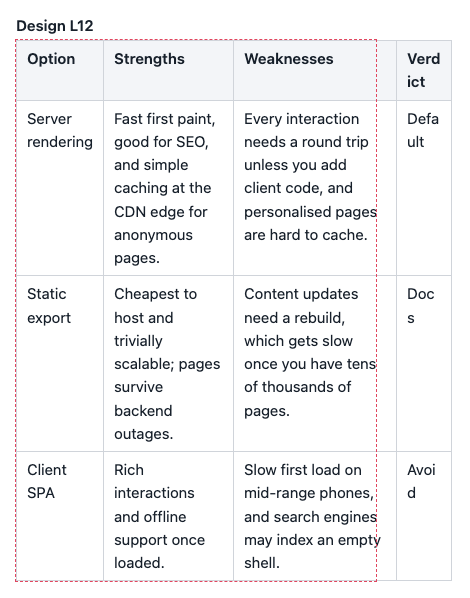 Design L12
Option Strengths Weaknesses Verd
ict
Server
rendering
Fast first paint,
good for SEO,
and simple
caching at the
CDN edge for
anonymous
pages.
Every interaction
needs a round trip
unless you add
client code, and
personalised pages
are hard to cache.
Defa
ult
Static
export
Cheapest to
host and
trivially
scalable; pages
survive
backend
outages.
Content updates
need a rebuild,
which gets slow
once you have tens
of thousands of
pages.
Doc
s
Client
SPA
Rich
interactions
and offline
support once
loaded.
Slow first load on
mid-range phones,
and search engines
may index an empty
shell.
Avoi
d